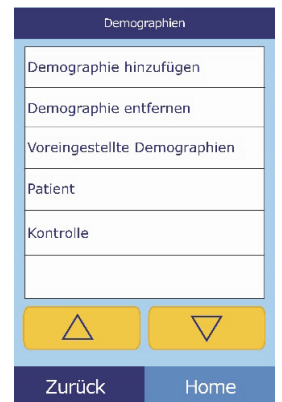 Demographien
Demographie hinzufügen
Demographie entfernen
Voreingestellte Demographien
Patient
Kontrolle
Zurück
Home